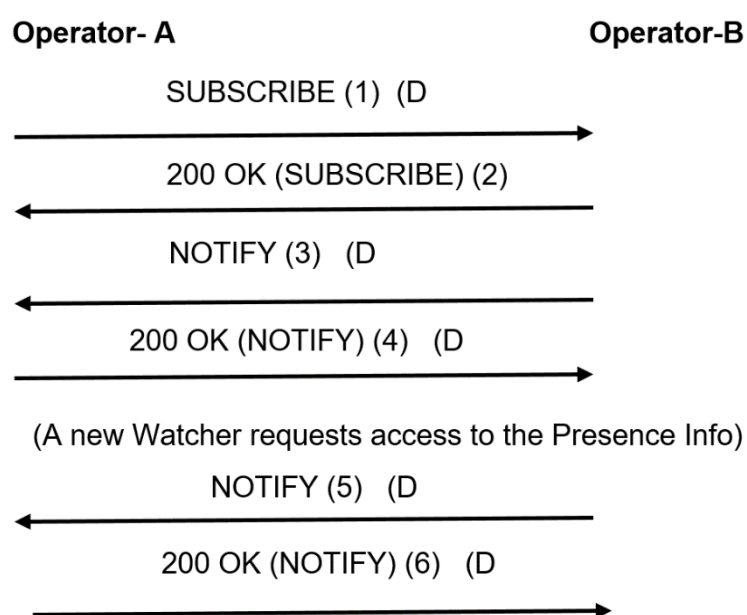 Operator- A Operator-B
SUBSCRIBE (1) (D
200 OK (SUBSCRIBE) (2)
NOTIFY (3) (D
200 OK (NOTIFY) (4) (D
(A new Watcher requests access to the Presence Info)
NOTIFY (5) (D
200 OK (NOTIFY) (6) (D